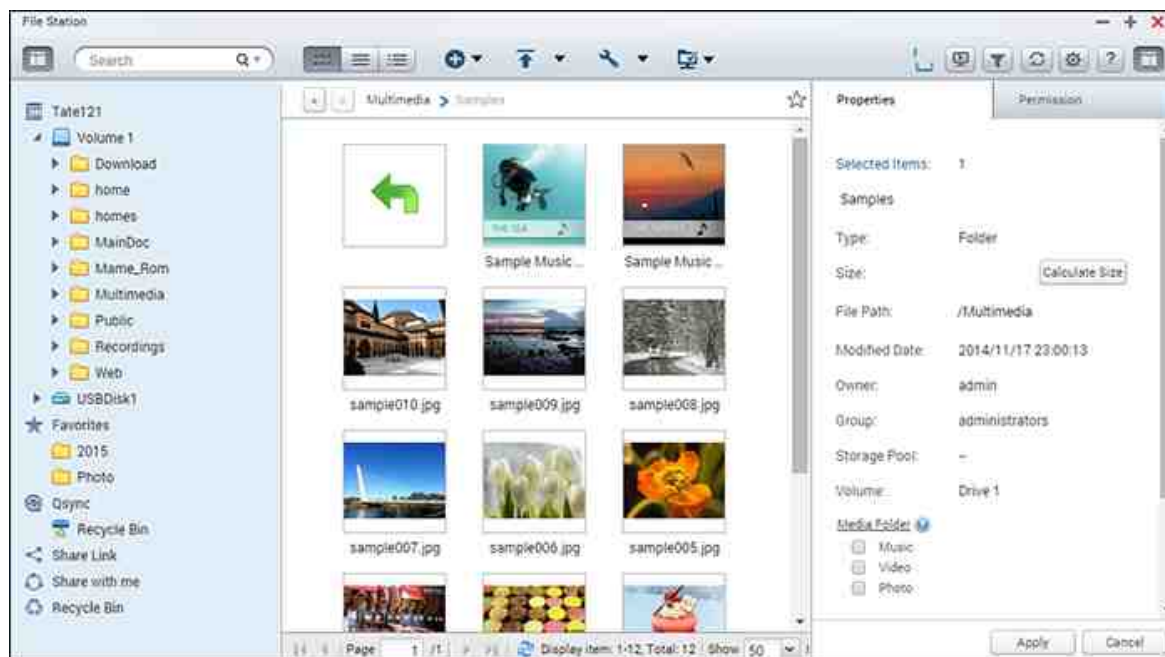 File Station
Search
Tate121
Volume 1
Download
home
homes
MainDoc
Mame_Rom
Multimedia
Public
Recordings
Web
USBDisk1
Favorites
2015
Photo
Qsync
Recycle Bin
Share Link
Share with me
Recycle Bin
Multimedia > Samples
THE SEA
Sample Music ...
Sample Music ...
sample010.jpg
sample009.jpg
sample008.jpg
sample007.jpg
sample006.jpg
sample005.jpg
Page 1 /1
Display item: 1-12, Total: 12
Show 50
Properties
Permission
Selected Items: 1
Samples
Type: Folder
Size: Calculate Size
File Path: /Multimedia
Modified Date: 2014/11/17 23:00:13
Owner: admin
Group: administrators
Storage Pool: --
Volume: Drive 1
Media Folder
Music
Video
Photo
Apply
Cancel